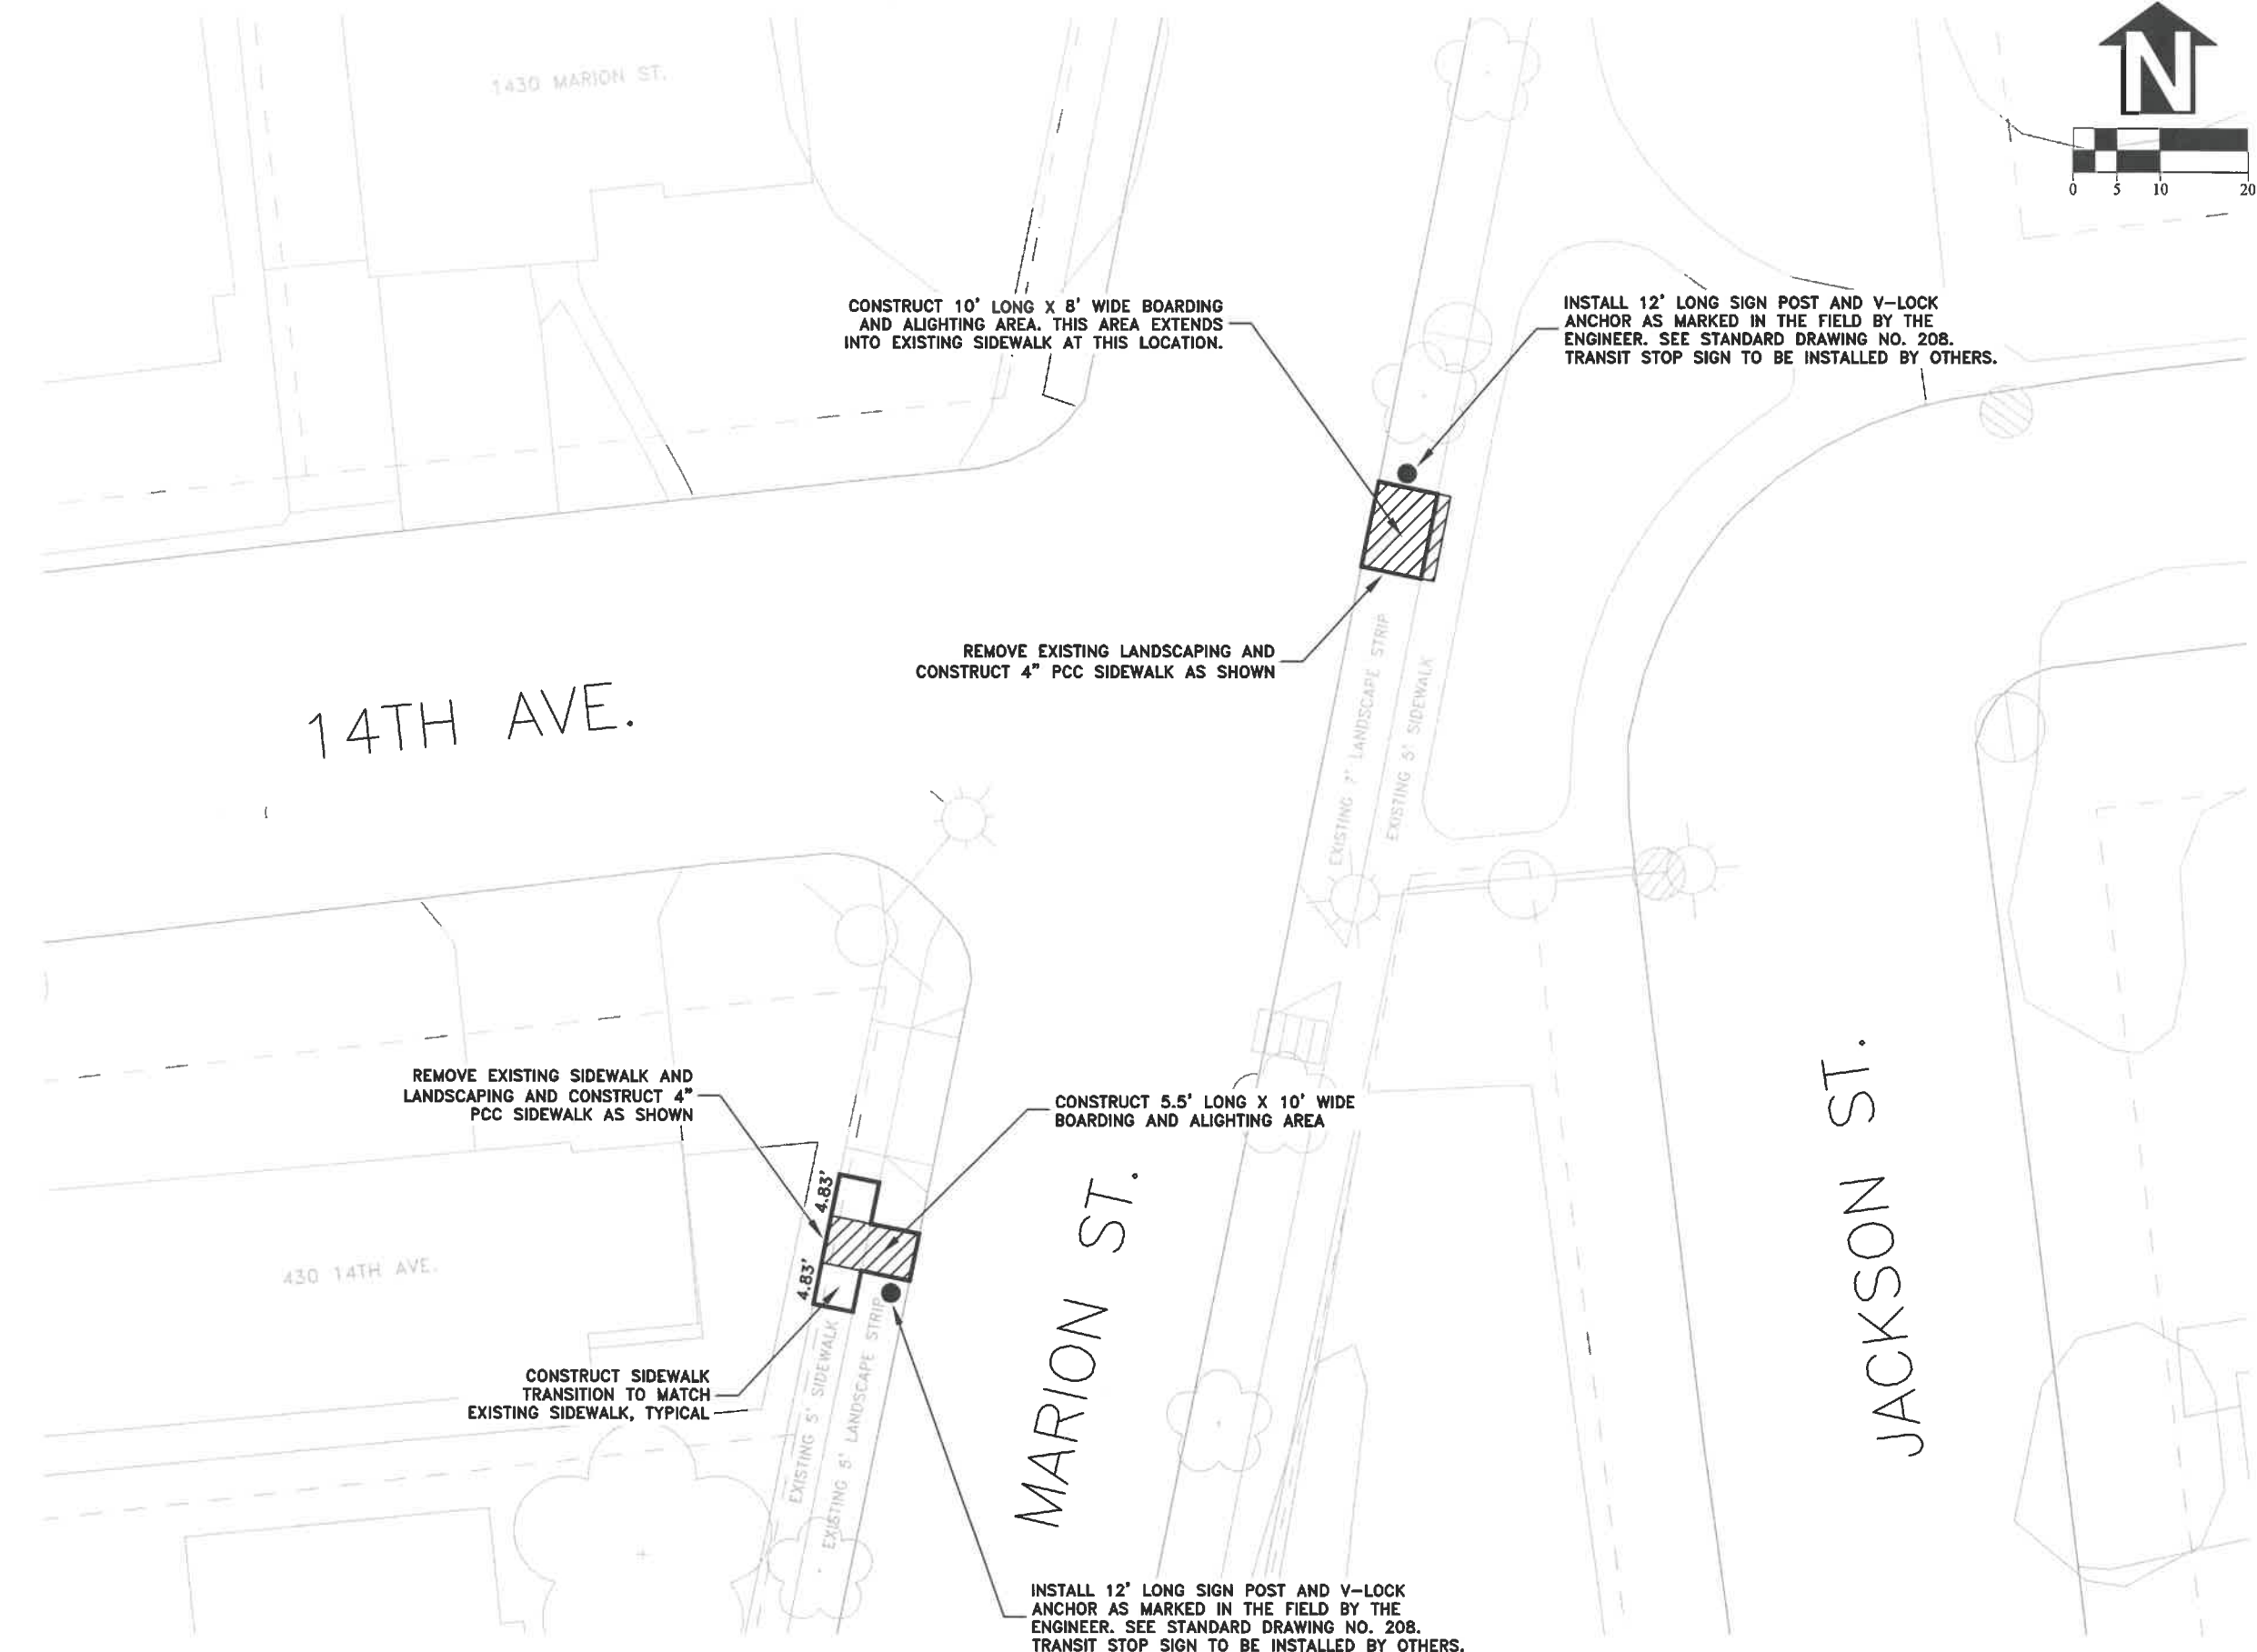 1430 MARION ST.
N
0 5 10 20
CONSTRUCT 10' LONG X 8' WIDE BOARDING
AND ALIGHTING AREA. THIS AREA EXTENDS
INTO EXISTING SIDEWALK AT THIS LOCATION.
INSTALL 12' LONG SIGN POST AND V-LOCK
ANCHOR AS MARKED IN THE FIELD BY THE
ENGINEER. SEE STANDARD DRAWING NO. 208.
TRANSIT STOP SIGN TO BE INSTALLED BY OTHERS.
REMOVE EXISTING LANDSCAPING AND
CONSTRUCT 4" PCC SIDEWALK AS SHOWN
EXISTING 7' LANDSCAPE STRIP
EXISTING 5' SIDEWALK
14TH AVE.
REMOVE EXISTING SIDEWALK AND
LANDSCAPING AND CONSTRUCT 4"
PCC SIDEWALK AS SHOWN
CONSTRUCT 5.5' LONG X 10' WIDE
BOARDING AND ALIGHTING AREA
4.83'
4.83'
430 14TH AVE.
CONSTRUCT SIDEWALK
TRANSITION TO MATCH
EXISTING SIDEWALK, TYPICAL
EXISTING 5' SIDEWALK
EXISTING 5' LANDSCAPE STRIP
MARION ST.
JACKSON ST.
INSTALL 12' LONG SIGN POST AND V-LOCK
ANCHOR AS MARKED IN THE FIELD BY THE
ENGINEER. SEE STANDARD DRAWING NO. 208.
TRANSIT STOP SIGN TO BE INSTALLED BY OTHERS.